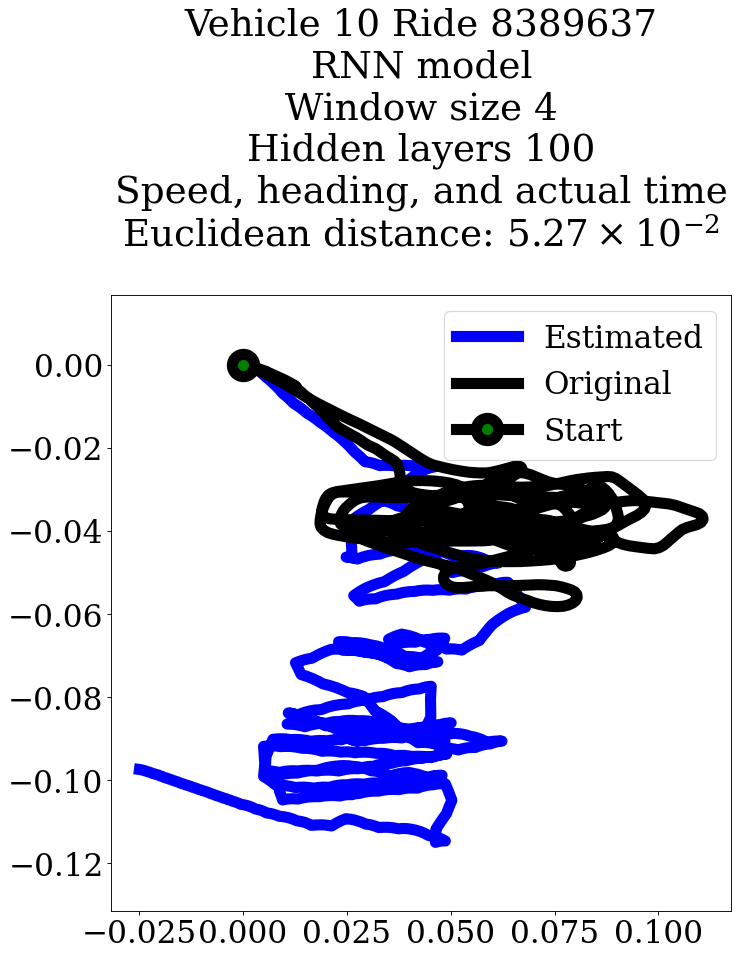 Vehicle 10 Ride 8389637
RNN model
Window size 4
Hidden layers 100
Speed, heading, and actual time
Euclidean distance: 5.27 × 10⁻²
Estimated
Original
Start
0.00
−0.02
−0.04
−0.06
−0.08
−0.10
−0.12
−0.025 0.000 0.025 0.050 0.075 0.100